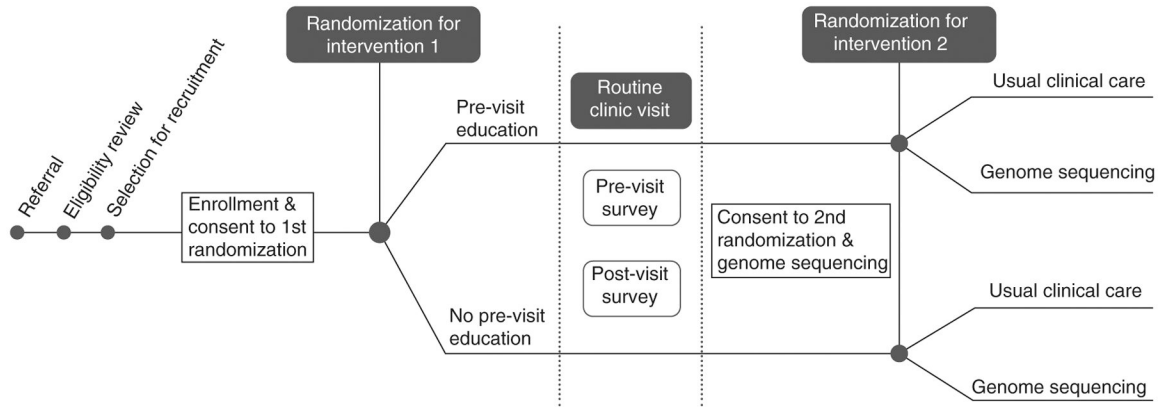 Referral
Eligibility review
Selection for recruitment
Enrollment &
consent to 1st
randomization
Randomization for
intervention 1
Pre-visit
education
No pre-visit
education
Routine
clinic visit
Pre-visit
survey
Post-visit
survey
Consent to 2nd
randomization &
genome sequencing
Randomization for
intervention 2
Usual clinical care
Genome sequencing
Usual clinical care
Genome sequencing